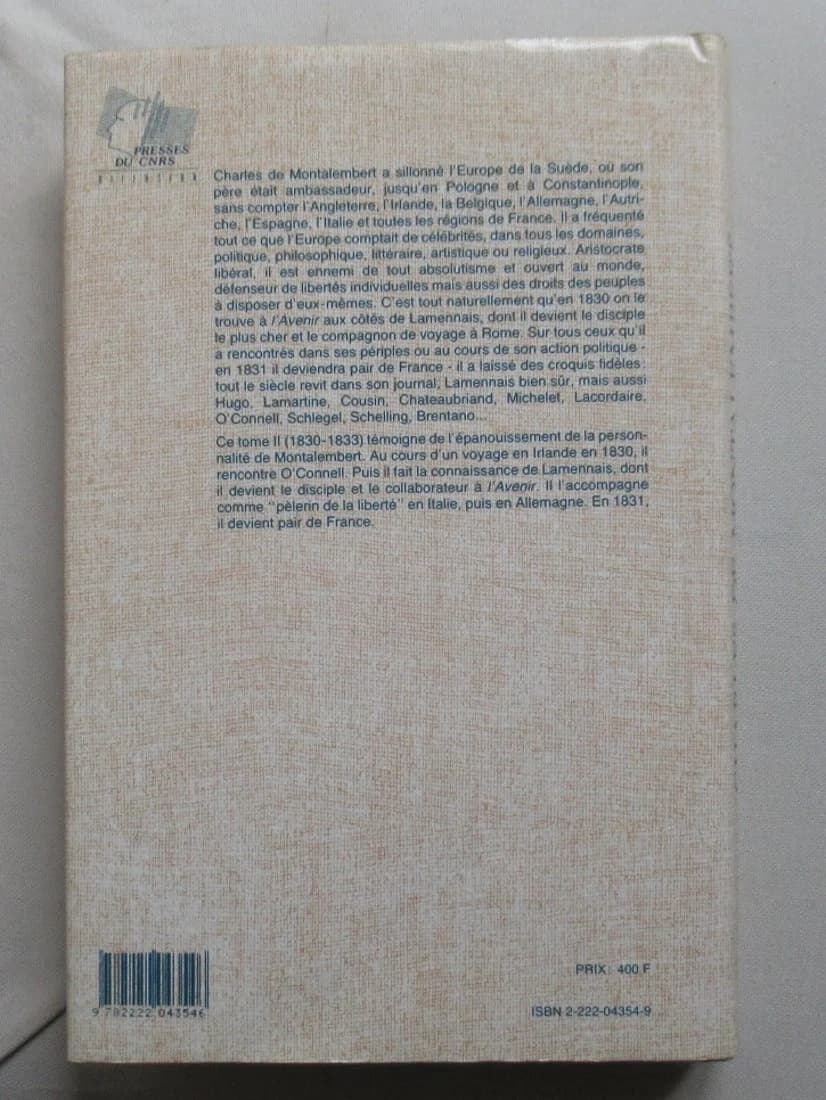 PRESSES
DU CNRS
DIFFUSION
Charles de Montalembert a sillonné l'Europe de la Suède, où son
père était ambassadeur, jusqu'en Pologne et à Constantinople,
sans compter l'Angleterre, l'Irlande, la Belgique, l'Allemagne, l'Autri-
che, l'Espagne, l'Italie et toutes les régions de France. Il a fréquenté
tout ce que l'Europe comptait de célébrités, dans tous les domaines,
politique, philosophique, littéraire, artistique ou religieux. Aristocrate
libéral, il est ennemi de tout absolutisme et ouvert au monde,
défenseur de libertés individuelles mais aussi des droits des peuples
à disposer d'eux-mêmes. C'est tout naturellement qu'en 1830 on le
trouve à l'Avenir aux côtés de Lamennais, dont il devient le disciple
le plus cher et le compagnon de voyage à Rome. Sur tous ceux qu'il
a rencontrés dans ses périples ou au cours de son action politique -
en 1831 il deviendra pair de France - il a laissé des croquis fidèles :
tout le siècle revit dans son journal, Lamennais bien sûr, mais aussi
Hugo, Lamartine, Cousin, Chateaubriand, Michelet, Lacordaire,
O'Connell, Schlegel, Schelling, Brentano...
Ce tome II (1830-1833) témoigne de l'épanouissement de la person-
nalité de Montalembert. Au cours d'un voyage en Irlande en 1830, il
rencontre O'Connell. Puis il fait la connaissance de Lamennais, dont
il devient le disciple et le collaborateur à l'Avenir. Il l'accompagne
comme "pèlerin de la liberté" en Italie, puis en Allemagne. En 1831,
il devient pair de France.
PRIX : 400 F
9 782222 043546
ISBN 2-222-04354-9